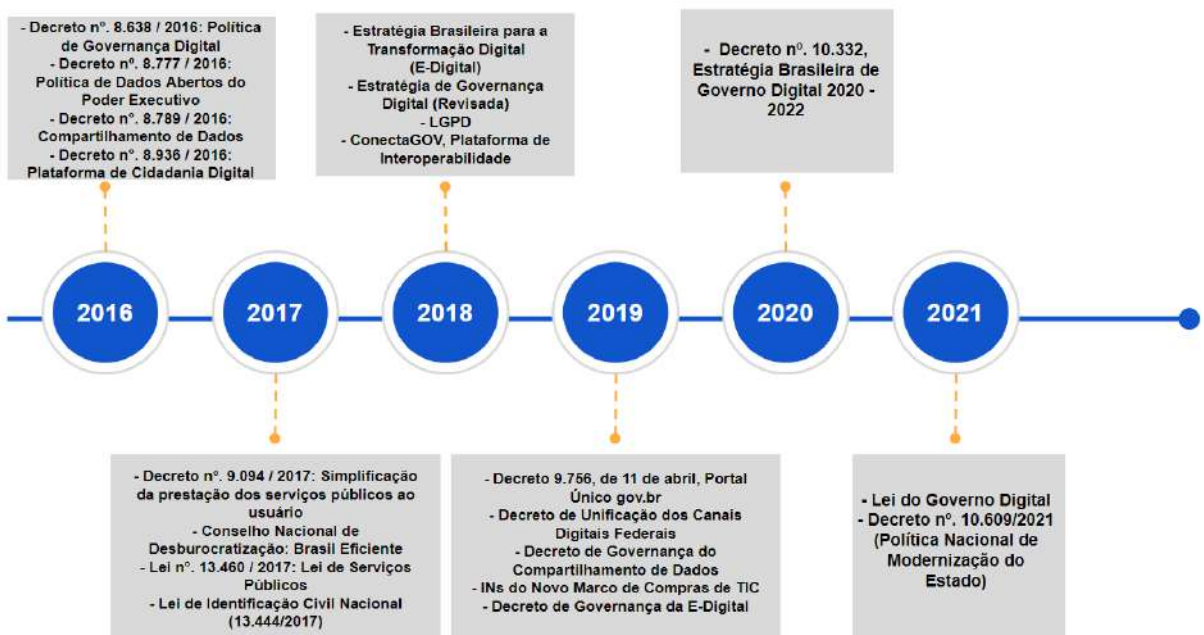 - Decreto nº. 8.638 / 2016: Política
de Governança Digital
- Decreto nº. 8.777 / 2016:
Política de Dados Abertos do
Poder Executivo
- Decreto nº. 8.789 / 2016:
Compartilhamento de Dados
- Decreto nº. 8.936 / 2016:
Plataforma de Cidadania Digital
- Estratégia Brasileira para a
Transformação Digital
(E-Digital)
- Estratégia de Governança
Digital (Revisada)
- LGPD
- ConectaGOV, Plataforma de
Interoperabilidade
- Decreto nº. 10.332,
Estratégia Brasileira de
Governo Digital 2020 -
2022
2016
2017
2018
2019
2020
2021
- Decreto nº. 9.094 / 2017: Simplificação
da prestação dos serviços públicos ao
usuário
- Conselho Nacional de
Desburocratização: Brasil Eficiente
- Lei nº. 13.460 / 2017: Lei de Serviços
Públicos
- Lei de Identificação Civil Nacional
(13.444/2017)
- Decreto 9.756, de 11 de abril, Portal
Único gov.br
- Decreto de Unificação dos Canais
Digitais Federais
- Decreto de Governança do
Compartilhamento de Dados
- INs do Novo Marco de Compras de TIC
- Decreto de Governança da E-Digital
- Lei do Governo Digital
- Decreto nº. 10.609/2021
(Política Nacional de
Modernização do
Estado)